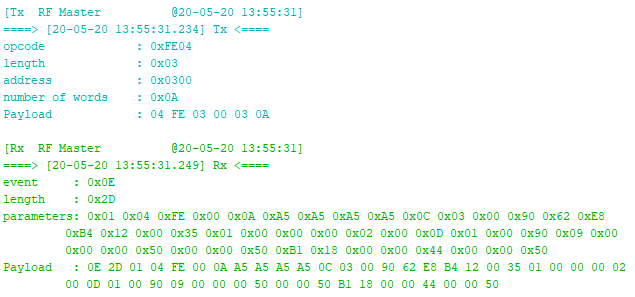 [Tx  RF Master          @20-05-20 13:55:31]
====> [20-05-20 13:55:31.234] Tx <====
opcode             : 0xFE04
length             : 0x03
address            : 0x0300
number of words    : 0x0A
Payload            : 04 FE 03 00 03 0A
[Rx  RF Master          @20-05-20 13:55:31]
====> [20-05-20 13:55:31.249] Rx <====
event     : 0x0E
length    : 0x2D
parameters: 0x01 0x04 0xFE 0x00 0x0A 0xA5 0xA5 0xA5 0xA5 0x0C 0x03 0x00 0x90 0x62 0xE8
0xB4 0x12 0x00 0x35 0x01 0x00 0x00 0x00 0x02 0x00 0x0D 0x01 0x00 0x90 0x09 0x00
0x00 0x00 0x50 0x00 0x00 0x50 0xB1 0x18 0x00 0x00 0x44 0x00 0x00 0x50
Payload   : 0E 2D 01 04 FE 00 0A A5 A5 A5 A5 0C 03 00 90 62 E8 B4 12 00 35 01 00 00 00 02
00 0D 01 00 90 09 00 00 00 50 00 00 50 B1 18 00 00 44 00 00 50